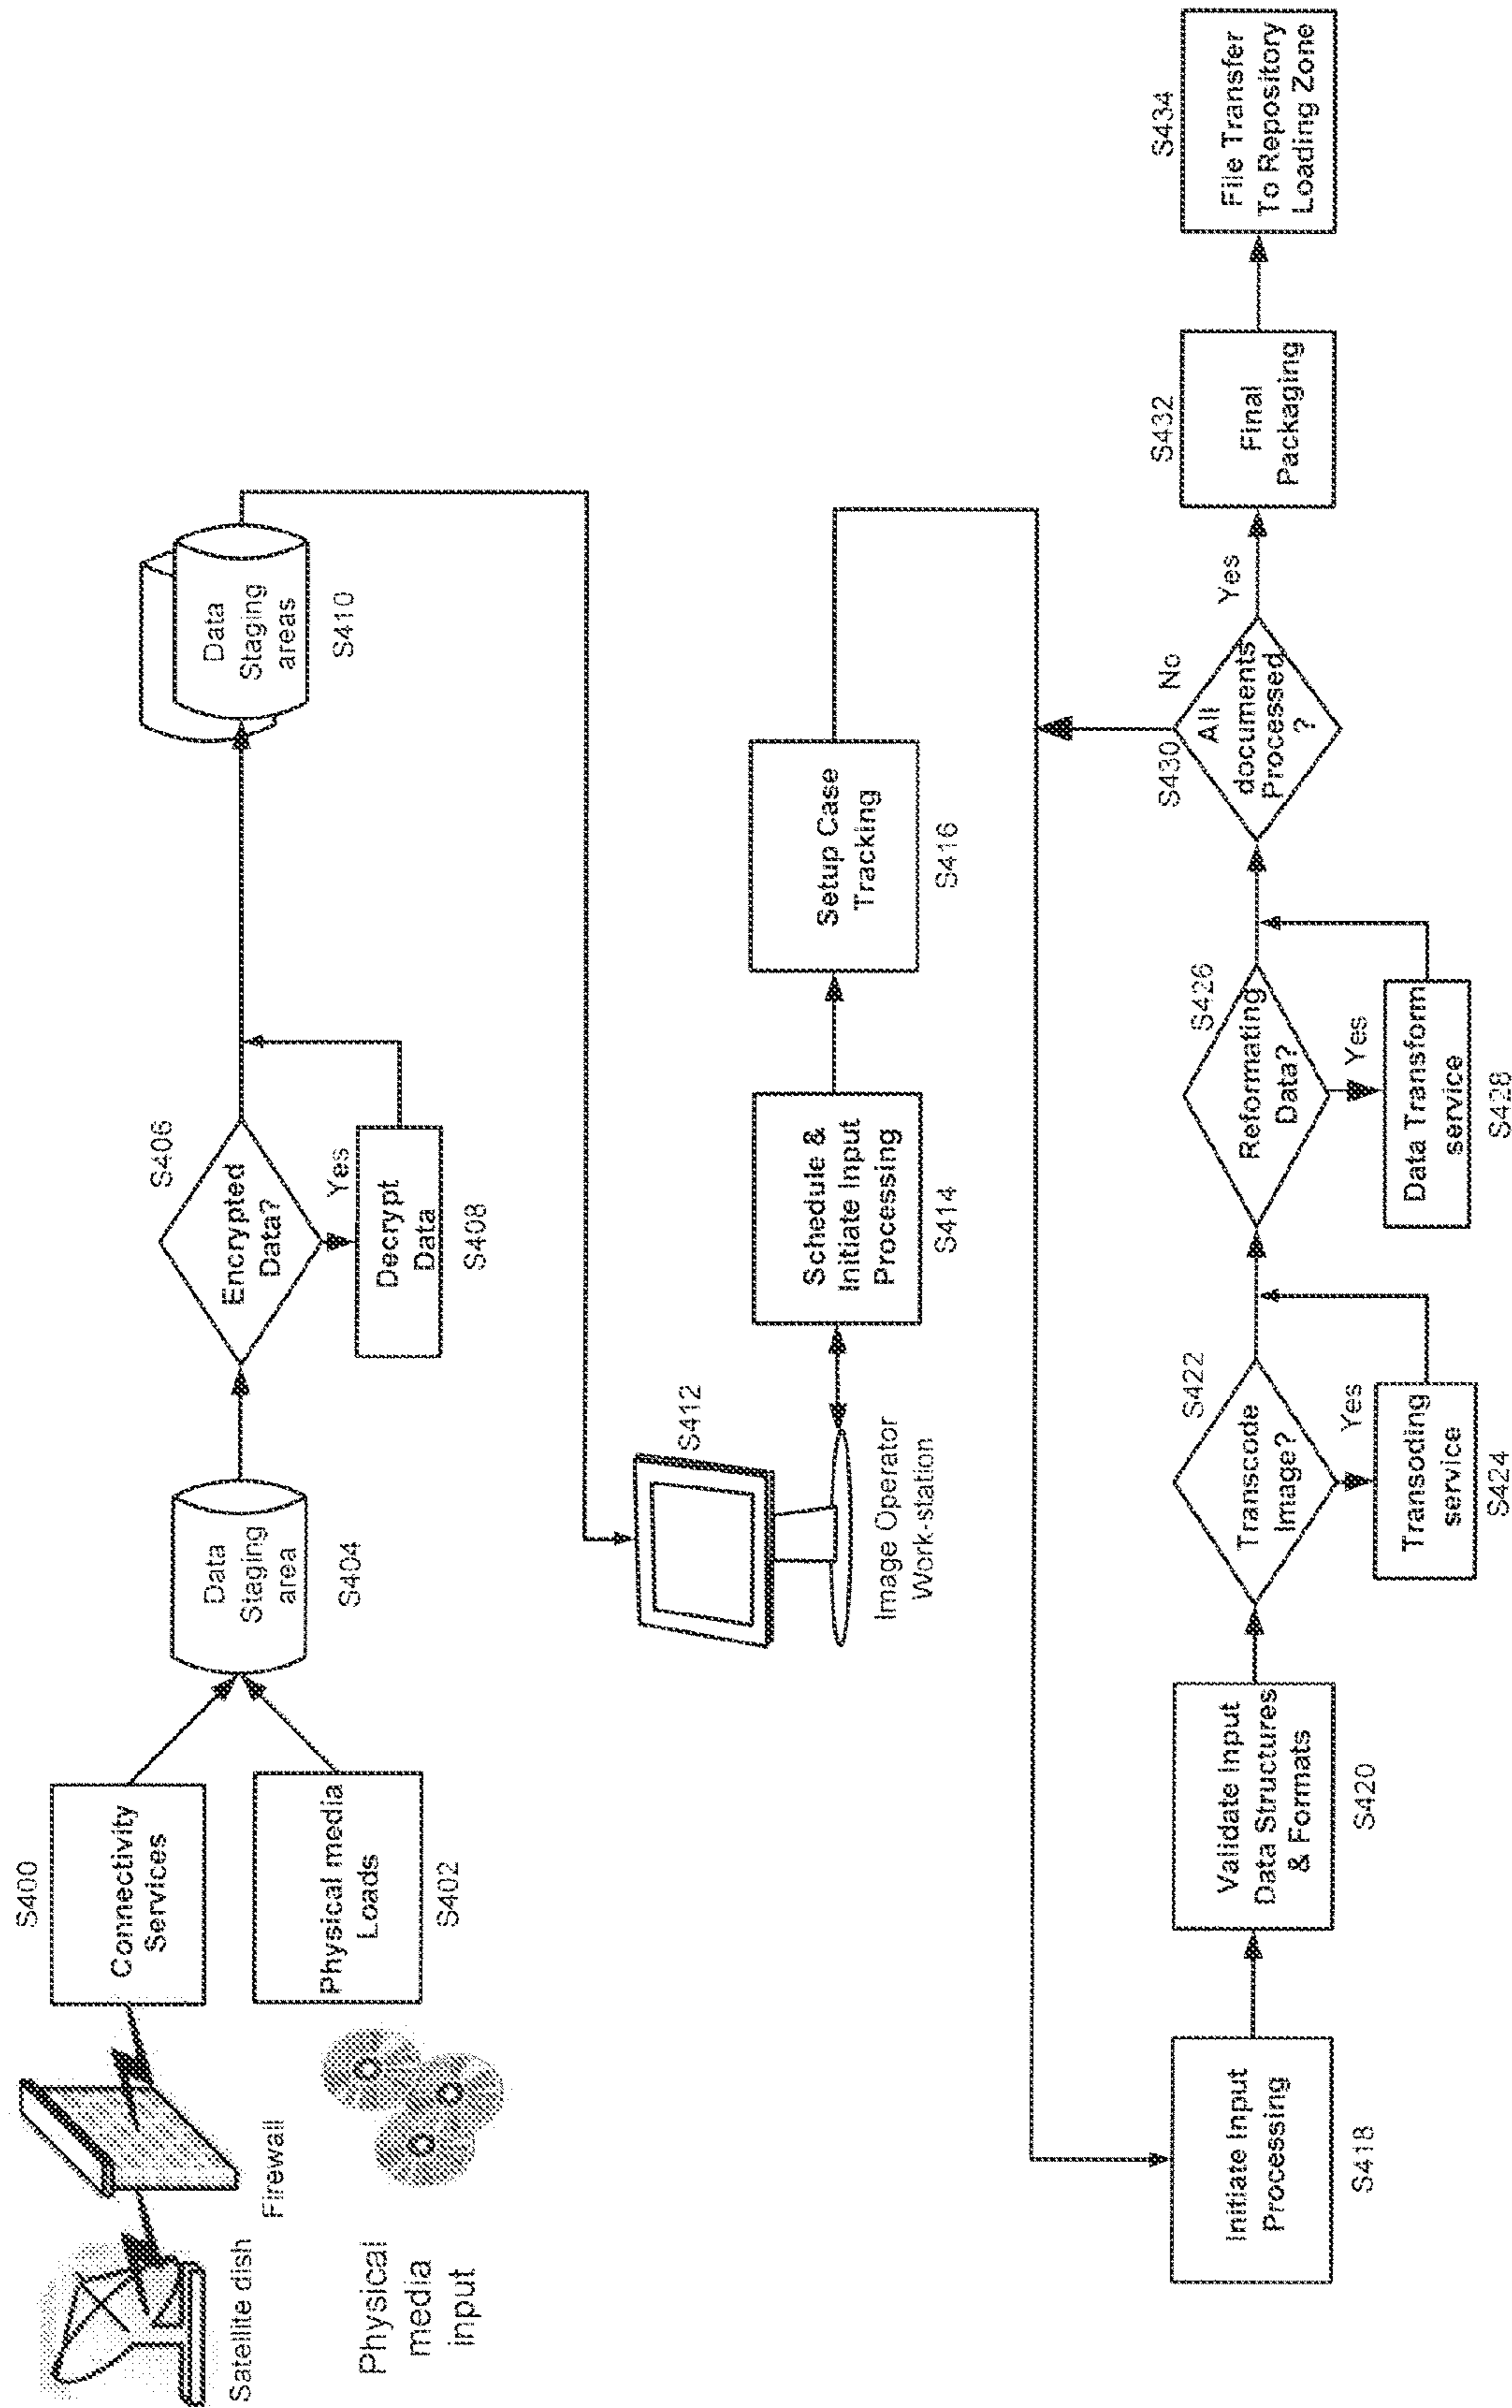 Satellite dish
Firewall
S400
Connectivity
Services
Physical
media
input
Physical media
Loads
S402
Data
Staging
area
S404
S406
Encrypted
Data?
Yes
Decrypt
Data
S408
Data
Staging
areas
S410
S412
Image Operator
Work-station
Schedule &
Initiate Input
Processing
S414
Setup Case
Tracking
S416
Initiate Input
Processing
S418
Validate Input
Data Structures
& Formats
S420
S422
Transcode
Image?
Yes
Transoding
service
S424
S426
Reformating
Data?
Yes
Data Transform
service
S428
S430
No
All
documents
Processed
?
Yes
S432
Final
Packaging
S434
File Transfer
To Repository
Loading Zone